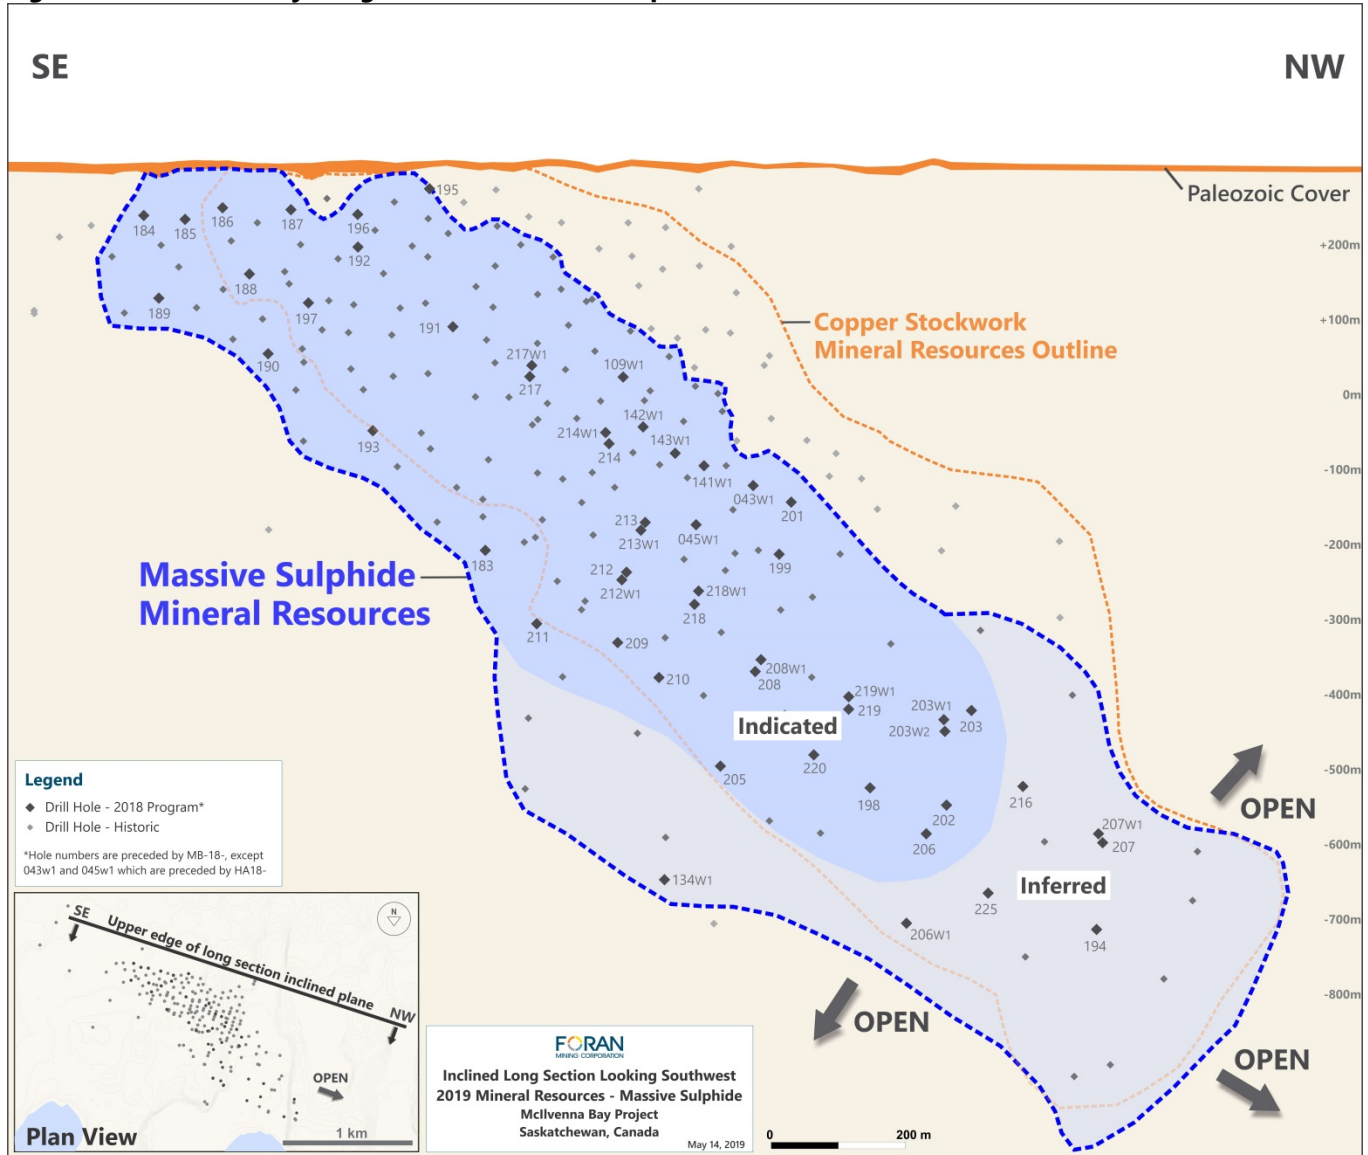 SE
NW
Paleozoic Cover
+200m
+100m
0m
-100m
-200m
-300m
-400m
-500m
-600m
-700m
-800m
Copper Stockwork
Mineral Resources Outline
Massive Sulphide
Mineral Resources
195
184
185
186
187
196
192
188
189
197
191
190
217W1
217
109W1
193
142W1
214W1
214
143W1
141W1
043W1
201
213
213W1
045W1
199
183
212
212W1
218W1
218
211
209
210
208W1
208
219W1
219
203W1
203
203W2
Indicated
205
220
198
202
206
216
207W1
207
134W1
Inferred
225
206W1
194
OPEN
OPEN
OPEN
Legend
Drill Hole - 2018 Program*
Drill Hole - Historic
*Hole numbers are preceded by MB-18-, except
043w1 and 045w1 which are preceded by HA18-
SE
Upper edge of long section inclined plane
NW
N
OPEN
Plan View
1 km
FORAN
MINING CORPORATION
Inclined Long Section Looking Southwest
2019 Mineral Resources - Massive Sulphide
McIlvenna Bay Project
Saskatchewan, Canada
May 14, 2019
0
200 m